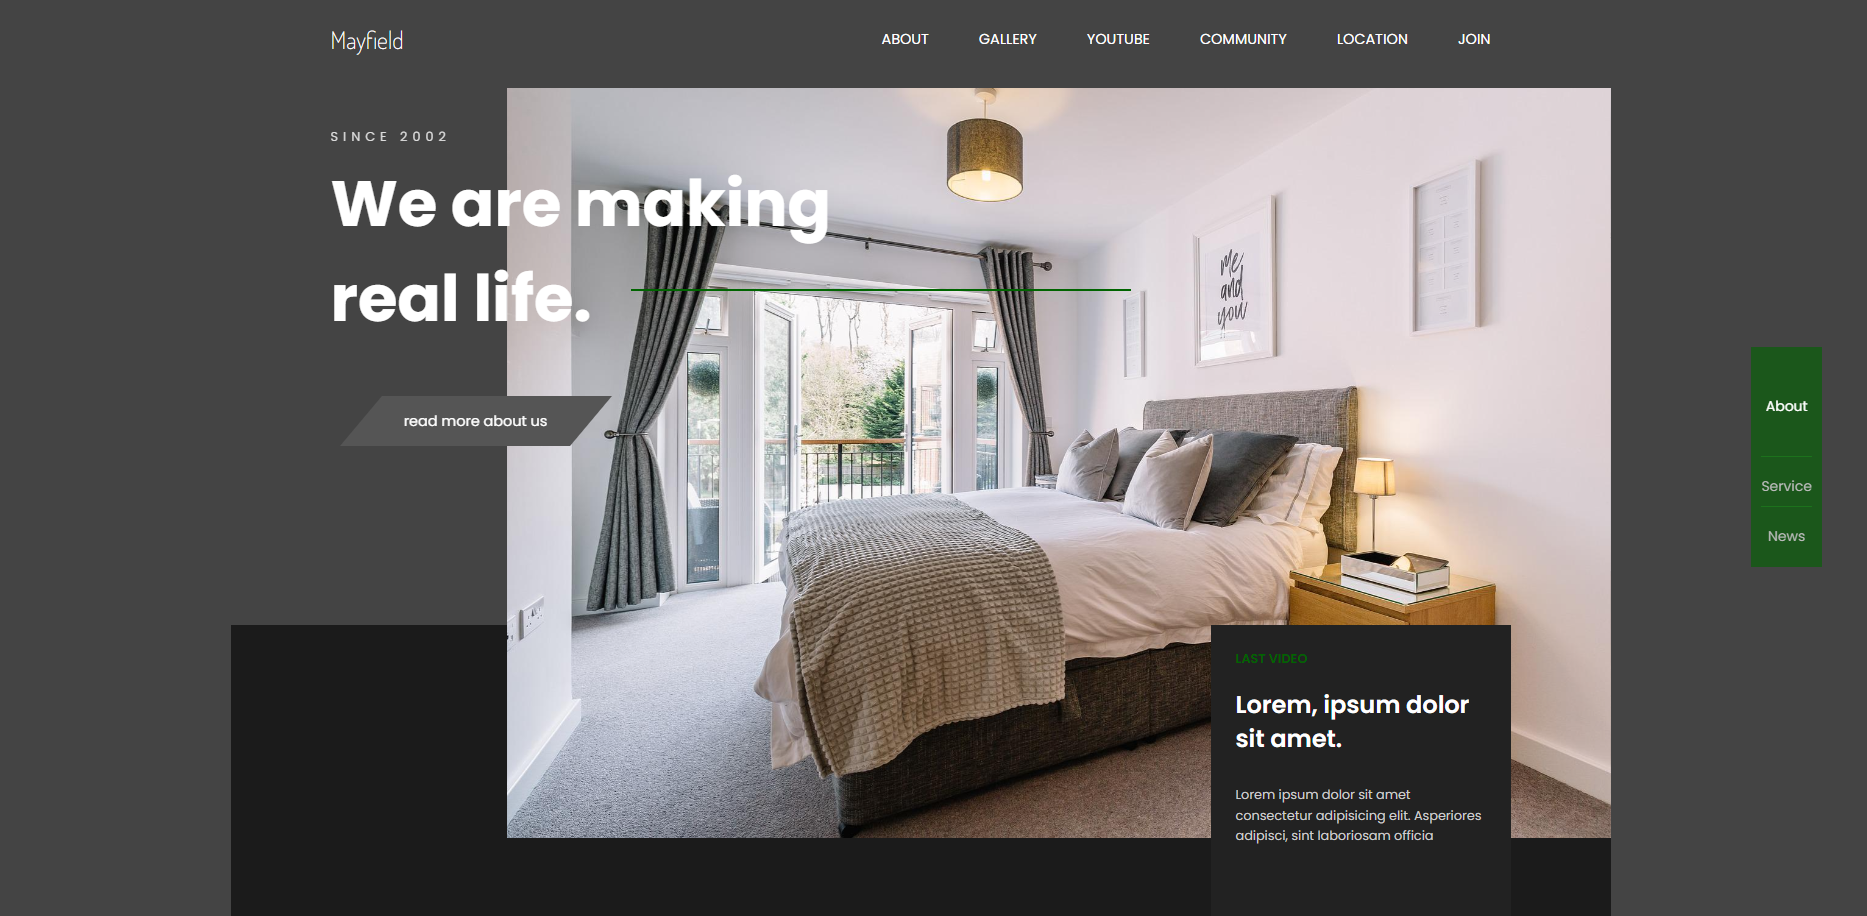 Mayfield
ABOUT
GALLERY
YOUTUBE
COMMUNITY
LOCATION
JOIN
SINCE 2002
We are making
real life.
me
and
you
read more about us
About
Service
News
LAST VIDEO
Lorem, ipsum dolor
sit amet.
Lorem ipsum dolor sit amet
consectetur adipisicing elit. Asperiores
adipisci, sint laboriosam officia